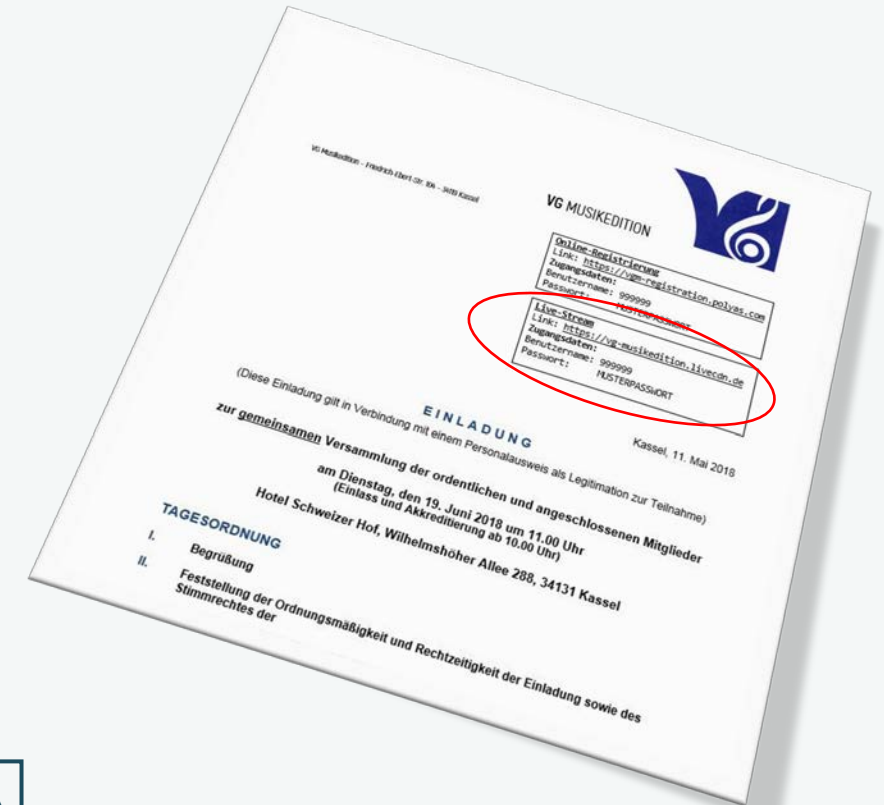 VG Musikedition - Friedrich-Ebert-Str. 104 - 34119 Kassel
VG MUSIKEDITION
Online-Registrierung
Link: https://vgm-registration.polyas.com
Zugangsdaten:
Benutzername: 999999
Passwort: MUSTERPASSWORT
Live-Stream
Link: https://vg-musikedition.livecdn.de
Zugangsdaten:
Benutzername: 999999
Passwort: MUSTERPASSWORT
Kassel, 11. Mai 2018
EINLADUNG
(Diese Einladung gilt in Verbindung mit einem Personalausweis als Legitimation zur Teilnahme)
zur gemeinsamen Versammlung der ordentlichen und angeschlossenen Mitglieder
am Dienstag, den 19. Juni 2018 um 11.00 Uhr
(Einlass und Akkreditierung ab 10.00 Uhr)
Hotel Schweizer Hof, Wilhelmshöher Allee 288, 34131 Kassel
TAGESORDNUNG
I. Begrüßung
II. Feststellung der Ordnungsmäßigkeit und Rechtzeitigkeit der Einladung sowie des
Stimmrechtes der